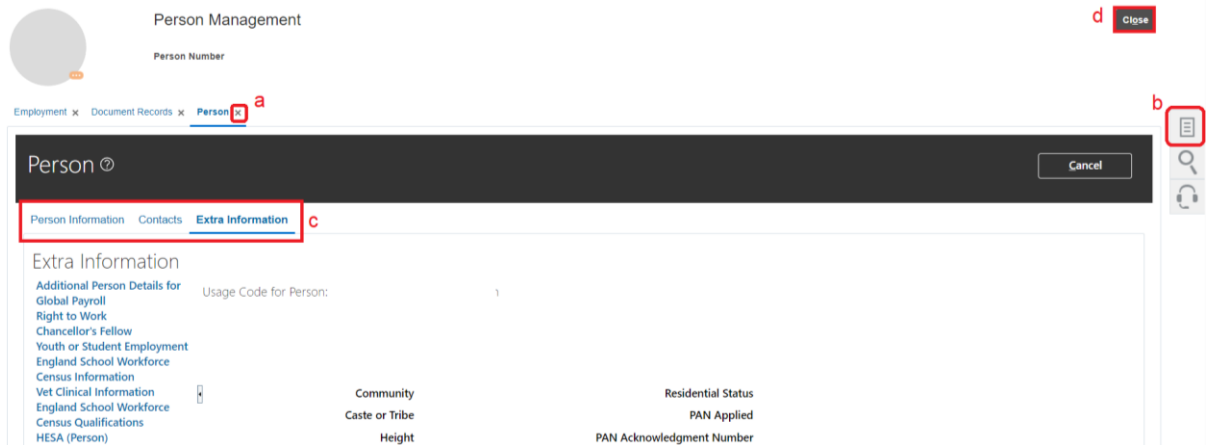 Person Management
d Close
Person Number
Employment x Document Records x Person x a
b
Person ?
Cancel
Person Information Contacts Extra Information c
Extra Information
Additional Person Details for
Global Payroll
Usage Code for Person:
Right to Work
Chancellor's Fellow
Youth or Student Employment
England School Workforce
Census Information
Vet Clinical Information
Community Residential Status
England School Workforce
Census Qualifications
Caste or Tribe PAN Applied
HESA (Person)
Height PAN Acknowledgment Number